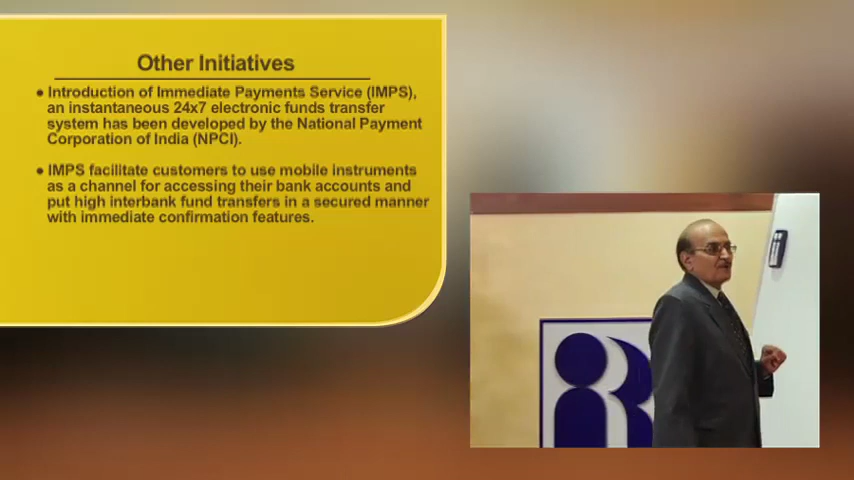 Other Initiatives
• Introduction of Immediate Payments Service (IMPS),
an instantaneous 24x7 electronic funds transfer
system has been developed by the National Payment
Corporation of India (NPCI).
• IMPS facilitate customers to use mobile instruments
as a channel for accessing their bank accounts and
put high interbank fund transfers in a secured manner
with immediate confirmation features.